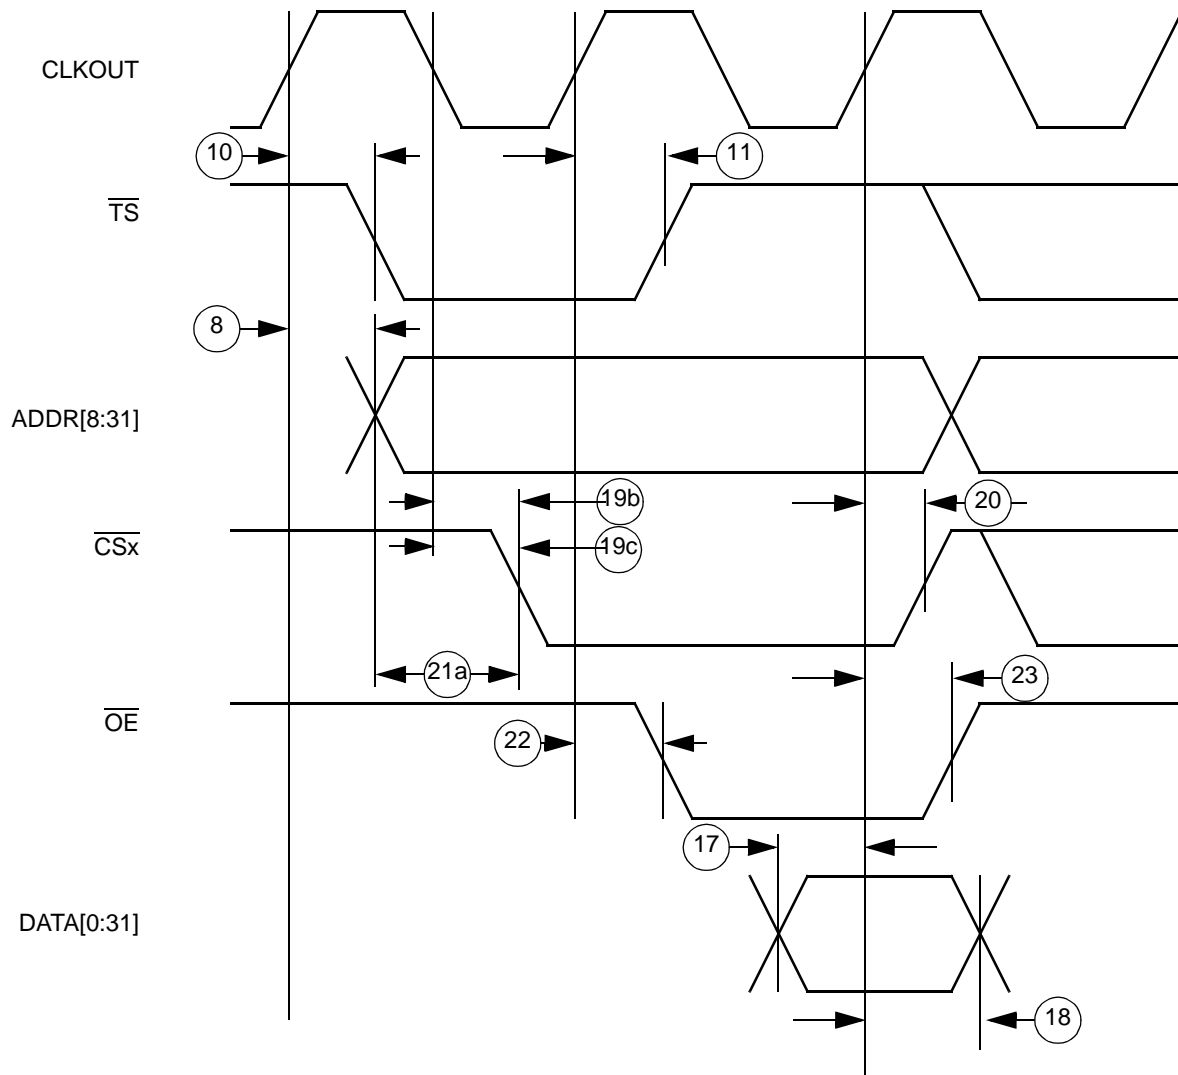 CLKOUT
10
11
TS
8
ADDR[8:31]
19b
20
CSx
19c
21a
23
OE
22
17
DATA[0:31]
18